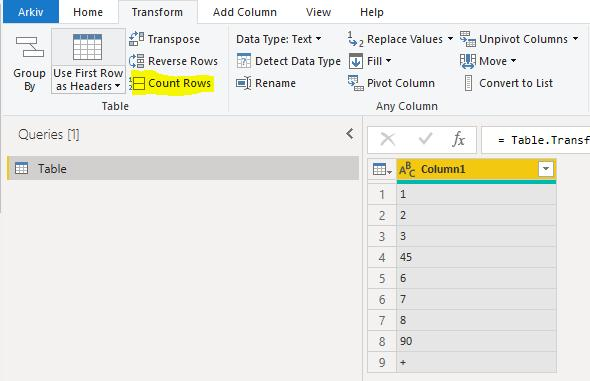 Arkiv Home Transform Add Column View Help
Transpose Data Type: Text Replace Values Unpivot Columns
Group By Use First Row as Headers Reverse Rows Detect Data Type Fill Move
Count Rows Rename Pivot Column Convert to List
Table Any Column
Queries [1] fx = Table.Transf
Table ABC Column1
1 1
2 2
3 3
4 45
5 6
6 7
7 8
8 90
9 +